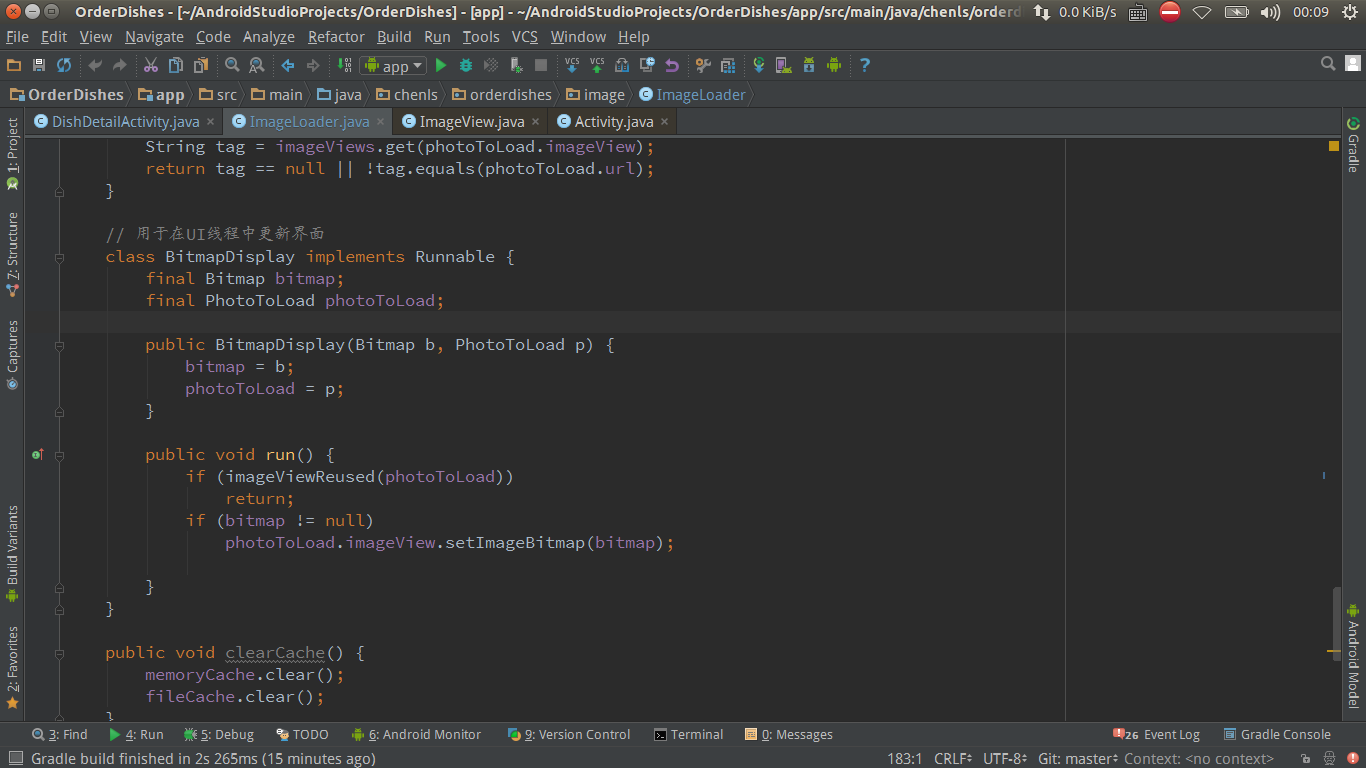 OrderDishes - [~/AndroidStudioProjects/OrderDishes] - [app] - ~/AndroidStudioProjects/OrderDishes/app/src/main/java/chenls/orderd
0.0 KiB/s
00:09
File Edit View Navigate Code Analyze Refactor Build Run Tools VCS Window Help
app
VCS VCS
OrderDishes app src main java chenls orderdishes image ImageLoader
DishDetailActivity.java ImageLoader.java ImageView.java Activity.java
1: Project
7: Structure
Captures
Build Variants
2: Favorites
String tag = imageViews.get(photoToLoad.imageView);
return tag == null || !tag.equals(photoToLoad.url);
}
// 用于在UI线程中更新界面
class BitmapDisplay implements Runnable {
final Bitmap bitmap;
final PhotoToLoad photoToLoad;
public BitmapDisplay(Bitmap b, PhotoToLoad p) {
bitmap = b;
photoToLoad = p;
}
public void run() {
if (imageViewReused(photoToLoad))
return;
if (bitmap != null)
photoToLoad.imageView.setImageBitmap(bitmap);
}
}
public void clearCache() {
memoryCache.clear();
fileCache.clear();
}
Gradle
Android Model
3: Find 4: Run 5: Debug TODO 6: Android Monitor 9: Version Control Terminal 0: Messages 26 Event Log Gradle Console
Gradle build finished in 2s 265ms (15 minutes ago) 183:1 CRLF UTF-8 Git: master Context: <no context>